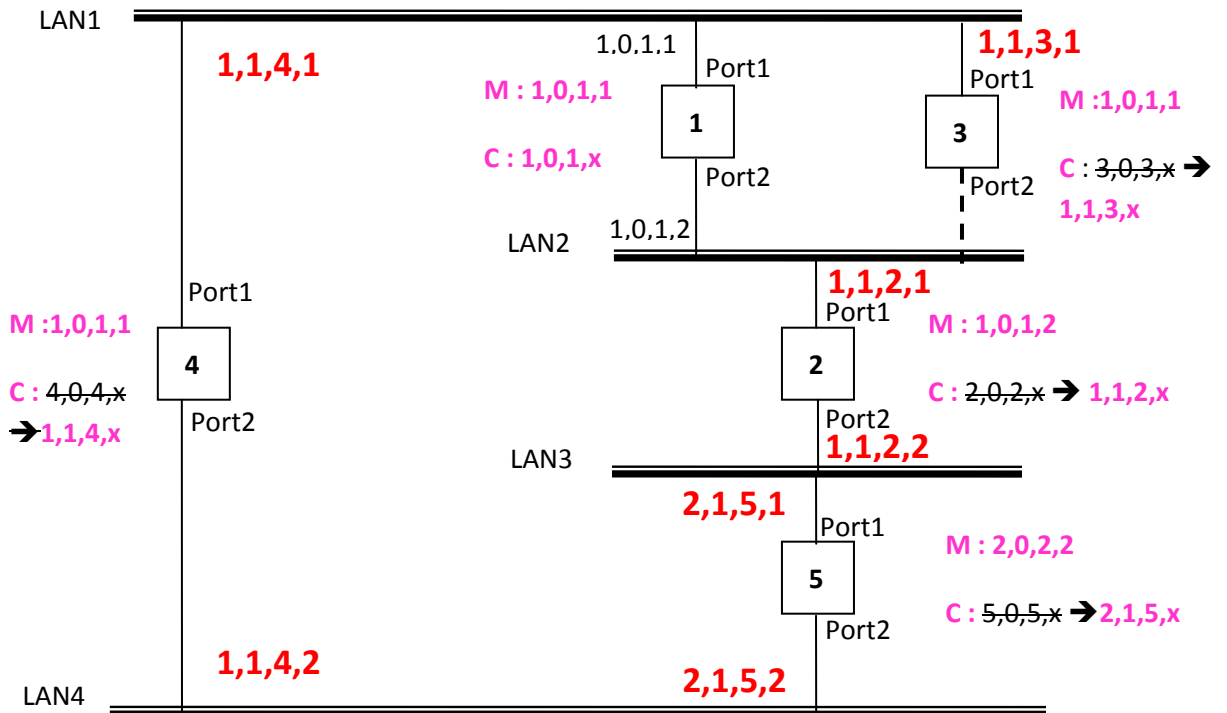 LAN1
1,1,4,1
1,0,1,1
Port1
M : 1,0,1,1
1
C : 1,0,1,x
Port2
1,0,1,2
1,1,3,1
Port1
M :1,0,1,1
3
C : 3,0,3,x ➔
1,1,3,x
Port2
LAN2
1,1,2,1
Port1
M : 1,0,1,2
2
C : 2,0,2,x ➔ 1,1,2,x
Port2
1,1,2,2
Port1
M :1,0,1,1
4
C : 4,0,4,x
➔1,1,4,x
Port2
LAN3
2,1,5,1
Port1
M : 2,0,2,2
5
C : 5,0,5,x ➔2,1,5,x
Port2
1,1,4,2
2,1,5,2
LAN4